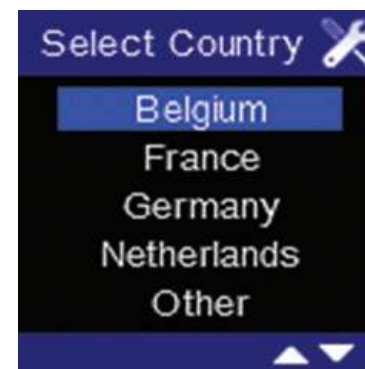 Select Country
Belgium
France
Germany
Netherlands
Other